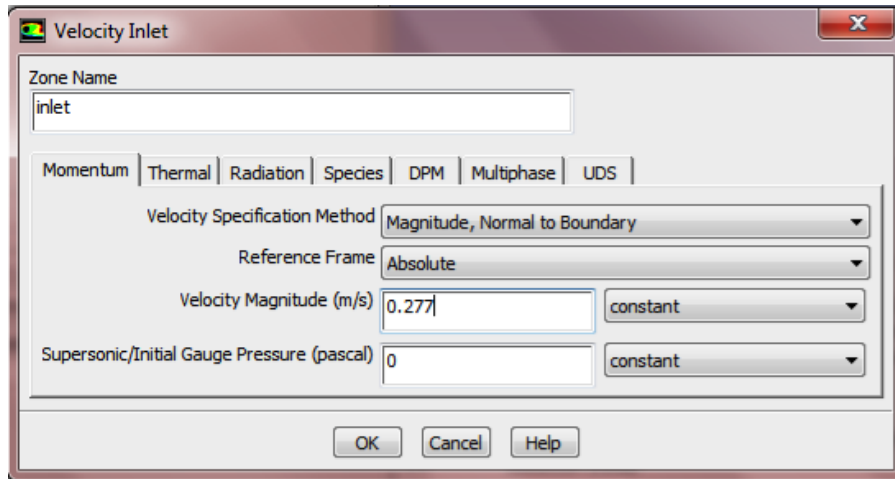 Velocity Inlet
Zone Name
inlet
Momentum Thermal Radiation Species DPM Multiphase UDS
Velocity Specification Method Magnitude, Normal to Boundary
Reference Frame Absolute
Velocity Magnitude (m/s) 0.277 constant
Supersonic/Initial Gauge Pressure (pascal) 0 constant
OK Cancel Help